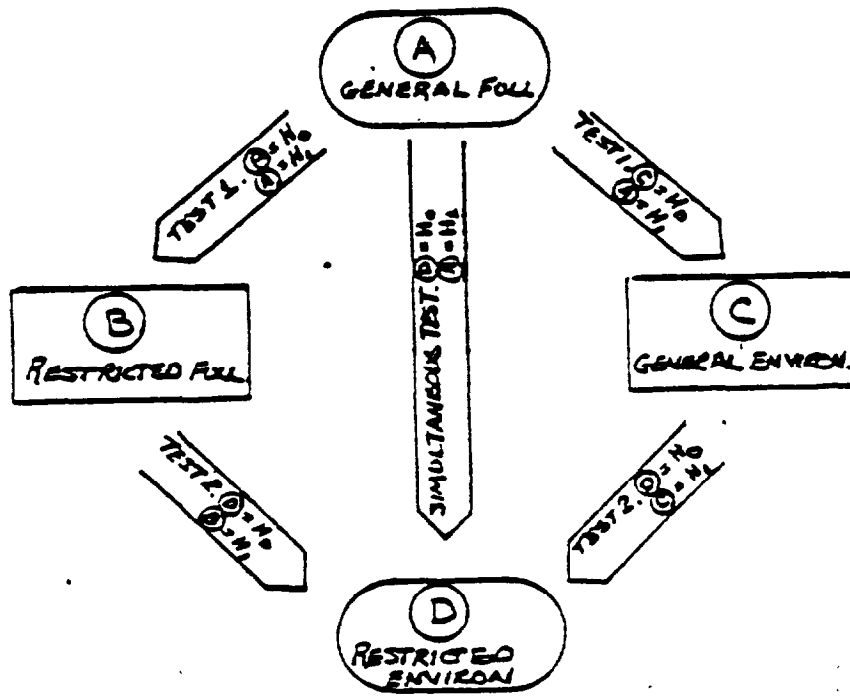 A
GENERAL FULL
TEST 1. B = H0
A = H1
SIMULTANEOUS TEST. D = H0
A = H1
TEST 1. C = H0
A = H1
B
RESTRICTED FULL
C
GENERAL ENVIRON.
TEST 2. D = H0
B = H1
TEST 2. D = H0
C = H1
D
RESTRICTED
ENVIRON